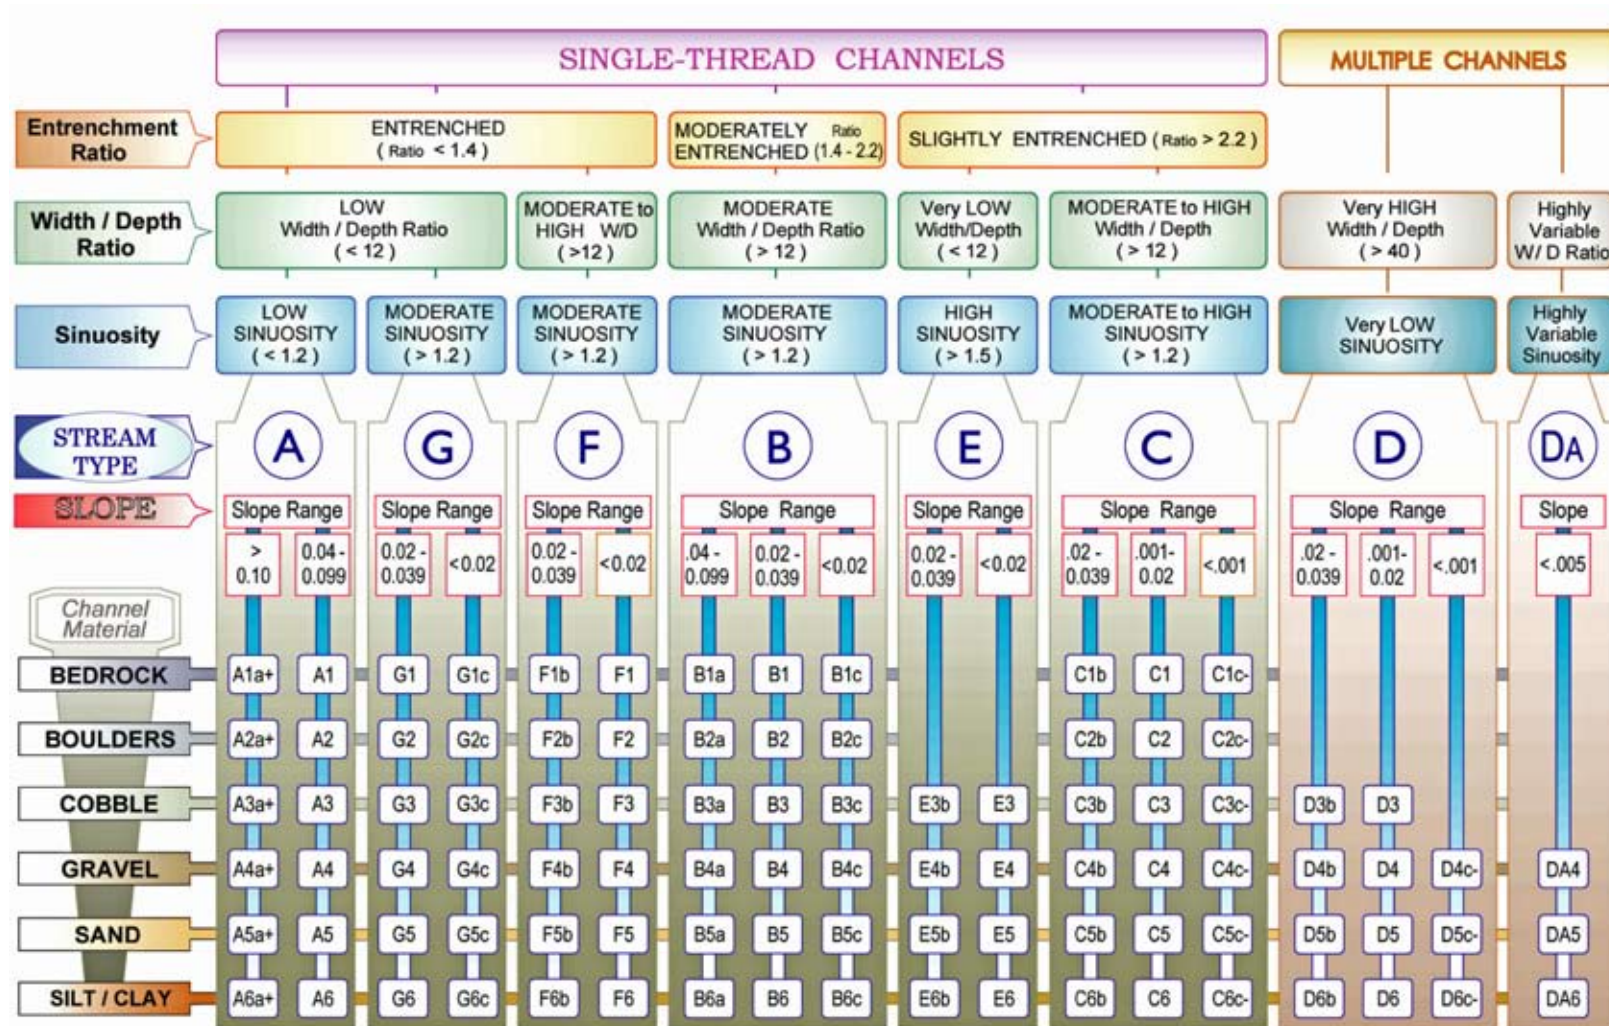 SINGLE-THREAD CHANNELS
MULTIPLE CHANNELS
Entrenchment
Ratio
ENTRENCHED
( Ratio < 1.4 )
MODERATELY Ratio
ENTRENCHED (1.4 - 2.2)
SLIGHTLY ENTRENCHED ( Ratio > 2.2 )
Width / Depth
Ratio
LOW
Width / Depth Ratio
( < 12 )
MODERATE to
HIGH W/D
( >12 )
MODERATE
Width / Depth Ratio
( > 12 )
Very LOW
Width/Depth
( < 12 )
MODERATE to HIGH
Width / Depth
( > 12 )
Very HIGH
Width / Depth
( > 40 )
Highly
Variable
W/ D Ratio
Sinuosity
LOW
SINUOSITY
( < 1.2 )
MODERATE
SINUOSITY
( > 1.2 )
MODERATE
SINUOSITY
( > 1.2 )
MODERATE
SINUOSITY
( > 1.2 )
HIGH
SINUOSITY
( > 1.5 )
MODERATE to HIGH
SINUOSITY
( > 1.2 )
Very LOW
SINUOSITY
Highly
Variable
Sinuosity
STREAM
TYPE
A G F B E C D DA
SLOPE
Slope Range Slope Range Slope Range Slope Range Slope Range Slope Range Slope Range Slope
>
0.10
0.04 -
0.099
0.02 -
0.039
<0.02
0.02 -
0.039
<0.02
.04 -
0.099
0.02 -
0.039
<0.02
0.02 -
0.039
<0.02
.02 -
0.039
.001-
0.02
<.001
.02 -
0.039
.001-
0.02
<.001
<.005
Channel
Material
BEDROCK A1a+ A1 G1 G1c F1b F1 B1a B1 B1c C1b C1 C1c-
BOULDERS A2a+ A2 G2 G2c F2b F2 B2a B2 B2c C2b C2 C2c-
COBBLE A3a+ A3 G3 G3c F3b F3 B3a B3 B3c E3b E3 C3b C3 C3c- D3b D3
GRAVEL A4a+ A4 G4 G4c F4b F4 B4a B4 B4c E4b E4 C4b C4 C4c- D4b D4 D4c- DA4
SAND A5a+ A5 G5 G5c F5b F5 B5a B5 B5c E5b E5 C5b C5 C5c- D5b D5 D5c- DA5
SILT / CLAY A6a+ A6 G6 G6c F6b F6 B6a B6 B6c E6b E6 C6b C6 C6c- D6b D6 D6c- DA6